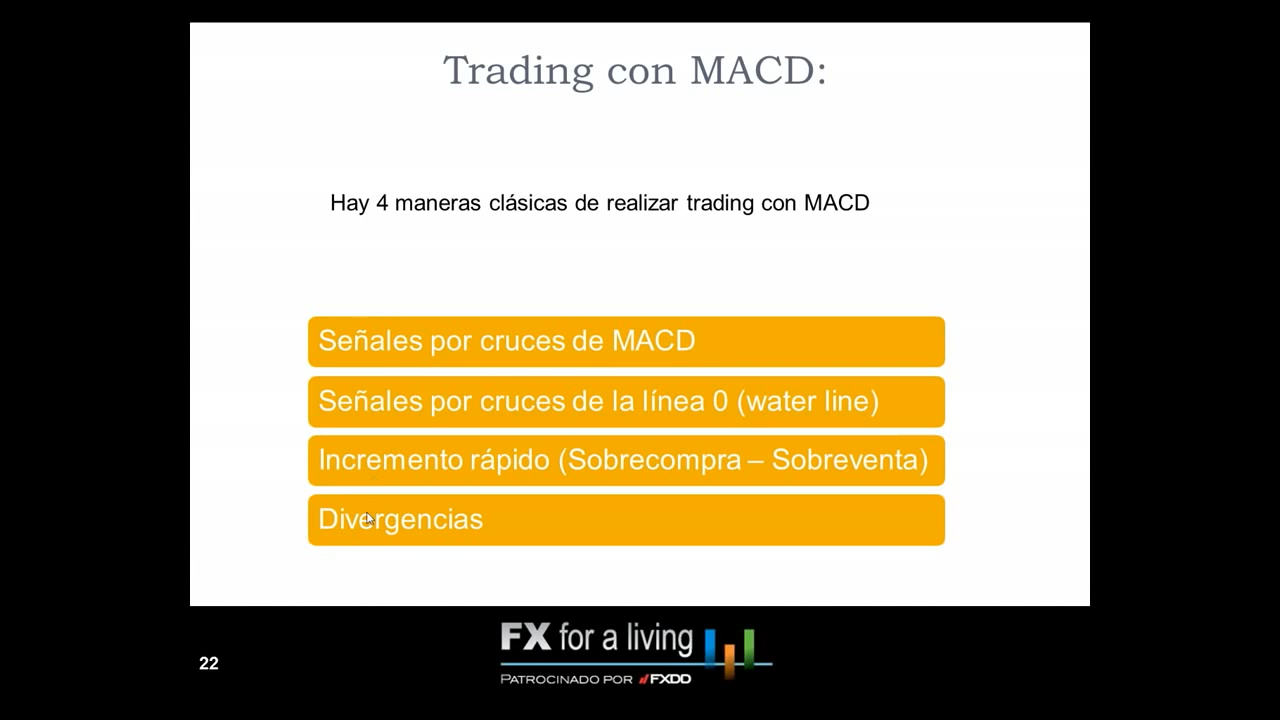 Trading con MACD:
Hay 4 maneras clásicas de realizar trading con MACD
Señales por cruces de MACD
Señales por cruces de la línea 0 (water line)
Incremento rápido (Sobrecompra – Sobreventa)
Divergencias
FX for a living
22
PATROCINADO POR FXDD